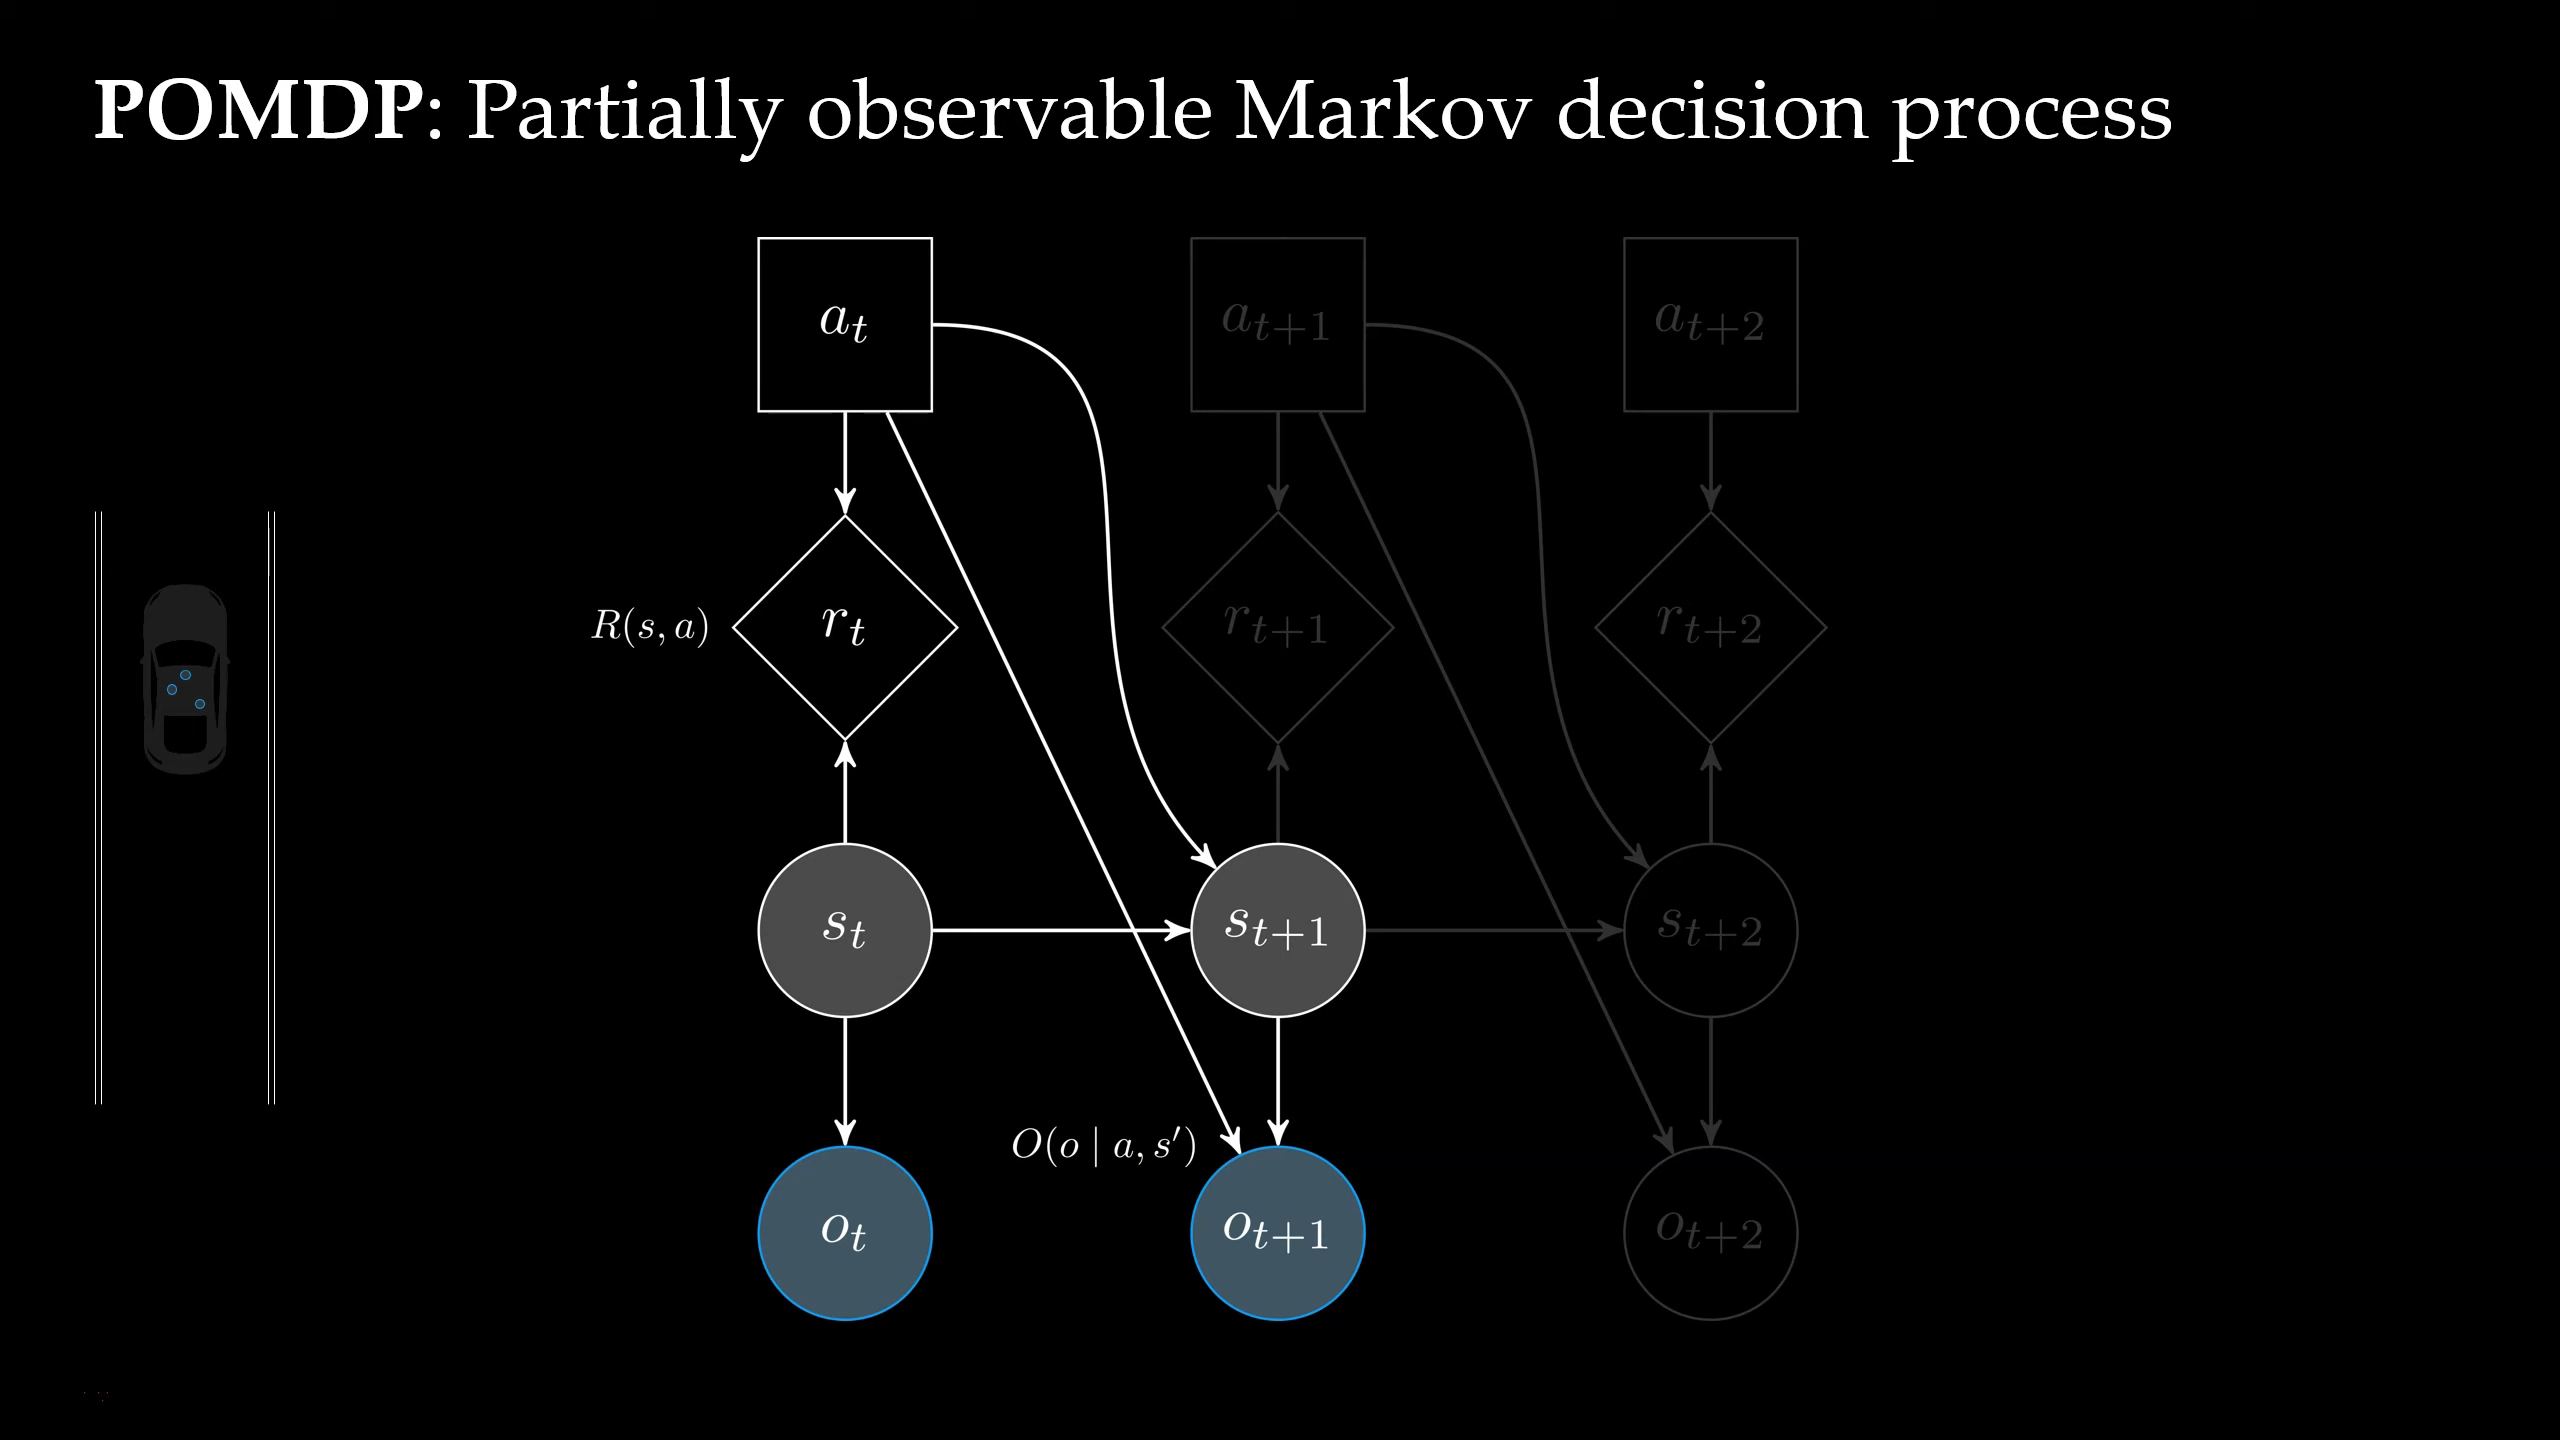 POMDP: Partially observable Markov decision process
a_t
a_{t+1}
a_{t+2}
R(s, a)
r_t
r_{t+1}
r_{t+2}
s_t
s_{t+1}
s_{t+2}
O(o | a, s′)
o_t
o_{t+1}
o_{t+2}